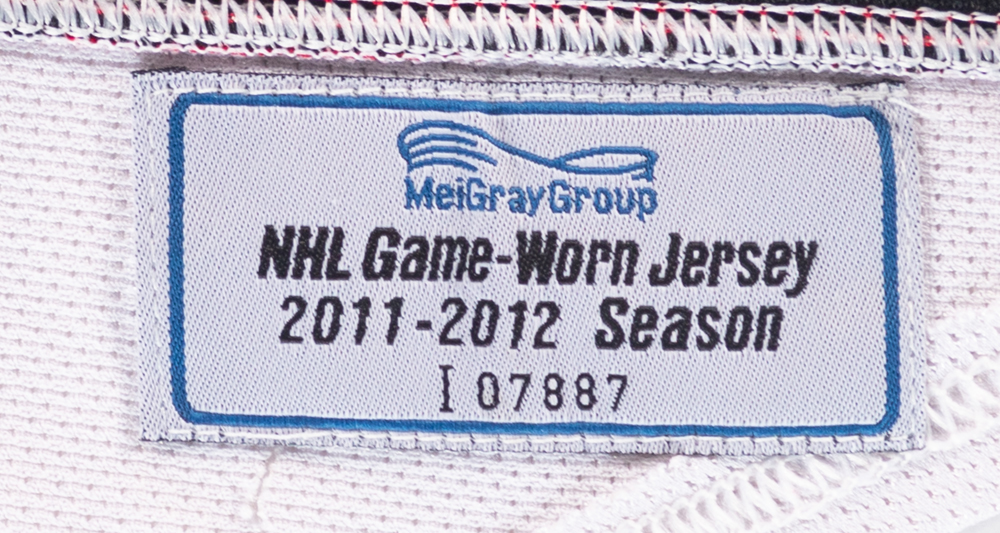 MeiGrayGroup
NHL Game-Worn Jersey
2011-2012 Season
I 07887